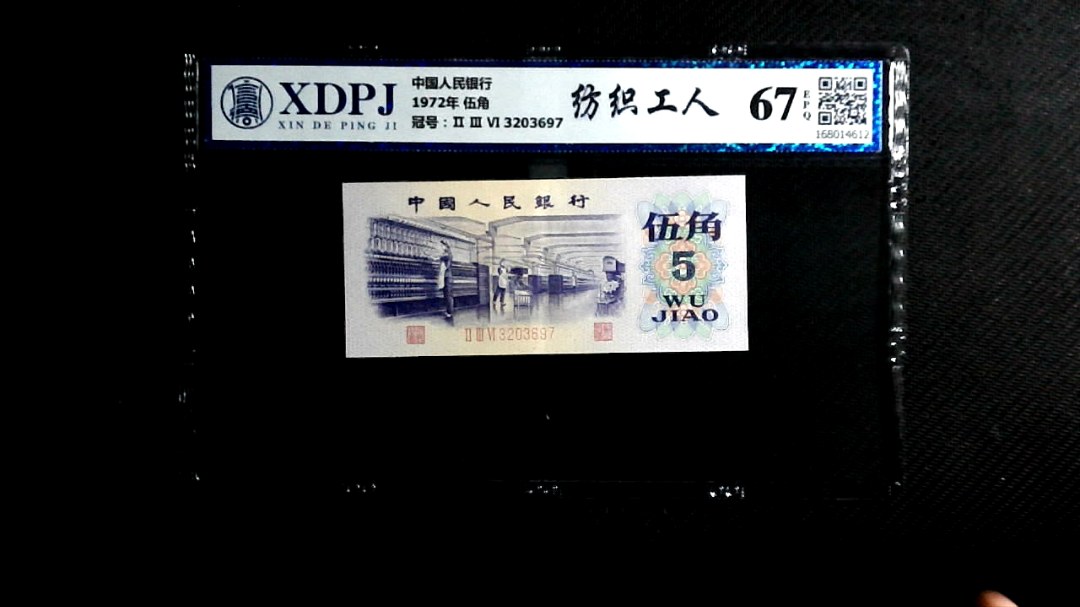 XDPJ
XIN DE PING JI
中国人民银行
1972年 伍角
冠号：Ⅱ Ⅲ Ⅵ 3203697
纺织工人
67
EPQ
168014612
中國人民銀行
伍角
5
WU
JIAO
Ⅱ Ⅲ Ⅵ 3203697